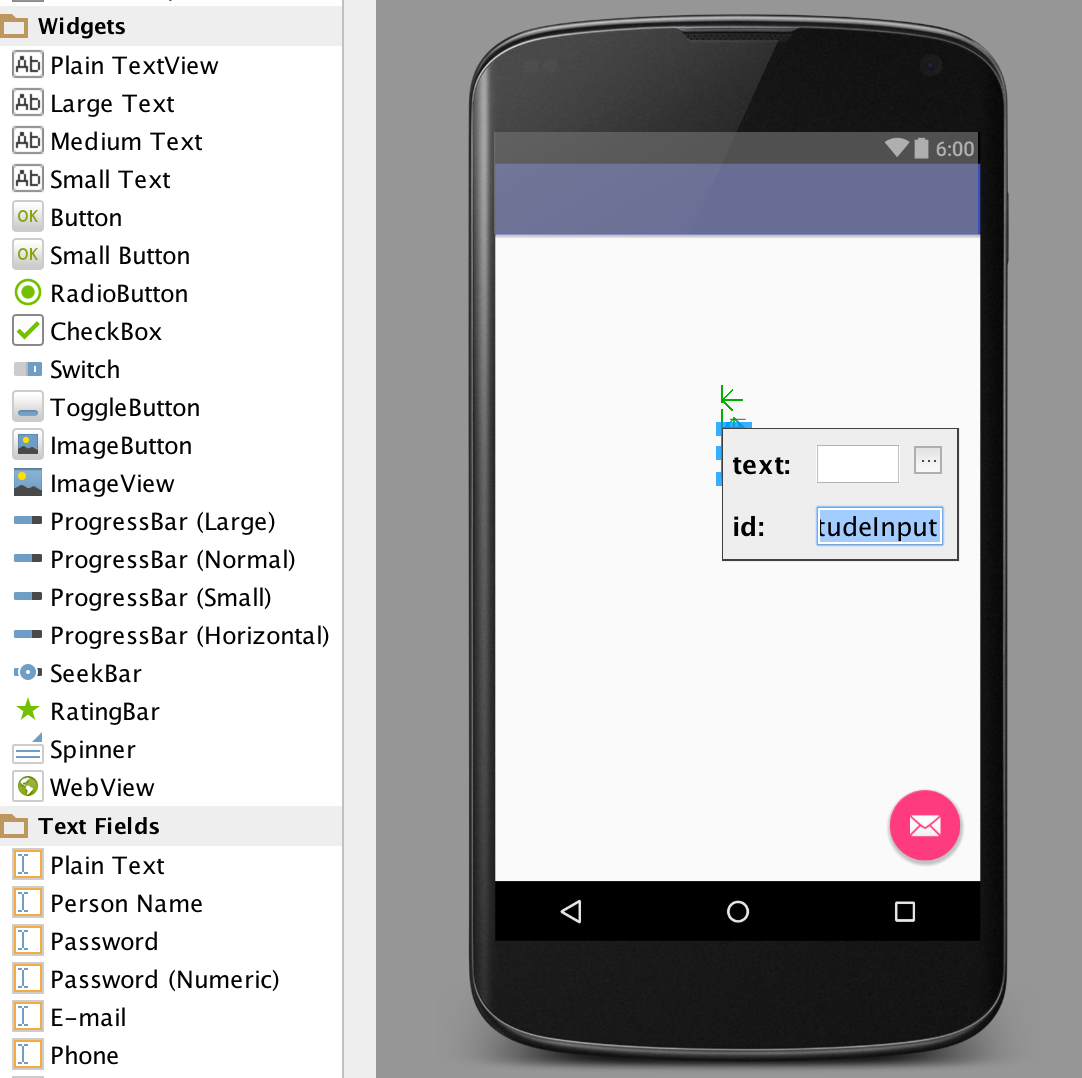 Widgets
Ab Plain TextView
Ab Large Text
Ab Medium Text
Ab Small Text
OK Button
OK Small Button
RadioButton
CheckBox
Switch
ToggleButton
ImageButton
ImageView
ProgressBar (Large)
ProgressBar (Normal)
ProgressBar (Small)
ProgressBar (Horizontal)
SeekBar
RatingBar
Spinner
WebView
Text Fields
Plain Text
Person Name
Password
Password (Numeric)
E-mail
Phone
6:00
text: ...
id: tudeInput